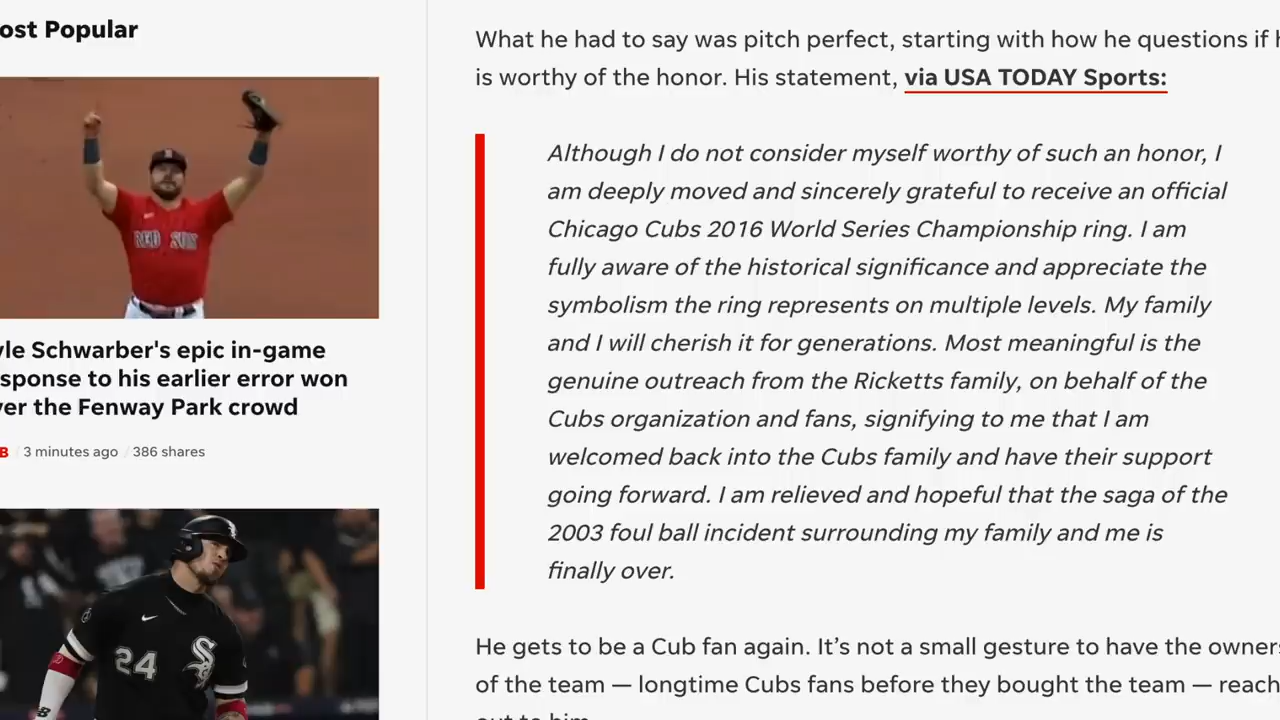 ost Popular
RED SOX
yle Schwarber's epic in-game
sponse to his earlier error won
ver the Fenway Park crowd
B / 3 minutes ago / 386 shares
24
What he had to say was pitch perfect, starting with how he questions if h
is worthy of the honor. His statement, via USA TODAY Sports:
Although I do not consider myself worthy of such an honor, I
am deeply moved and sincerely grateful to receive an official
Chicago Cubs 2016 World Series Championship ring. I am
fully aware of the historical significance and appreciate the
symbolism the ring represents on multiple levels. My family
and I will cherish it for generations. Most meaningful is the
genuine outreach from the Ricketts family, on behalf of the
Cubs organization and fans, signifying to me that I am
welcomed back into the Cubs family and have their support
going forward. I am relieved and hopeful that the saga of the
2003 foul ball incident surrounding my family and me is
finally over.
He gets to be a Cub fan again. It’s not a small gesture to have the owners
of the team — longtime Cubs fans before they bought the team — reach
out to him